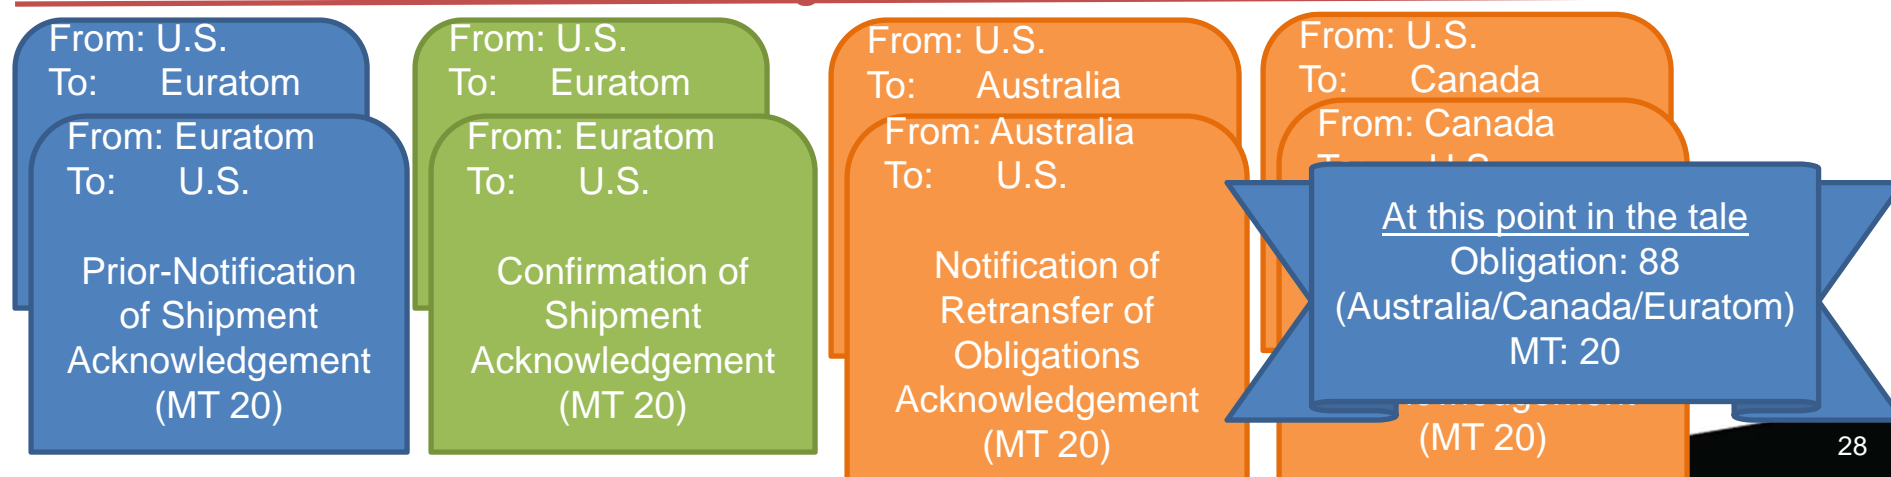 From: U.S.
To: Euratom
From: Euratom
To: U.S.
Prior-Notification
of Shipment
Acknowledgement
(MT 20)
From: U.S.
To: Euratom
From: Euratom
To: U.S.
Confirmation of
Shipment
Acknowledgement
(MT 20)
From: U.S.
To: Australia
From: Australia
To: U.S.
Notification of
Retransfer of
Obligations
Acknowledgement
(MT 20)
From: U.S.
To: Canada
From: Canada
To: U.S.
At this point in the tale
Obligation: 88
(Australia/Canada/Euratom)
MT: 20
(MT 20)
28